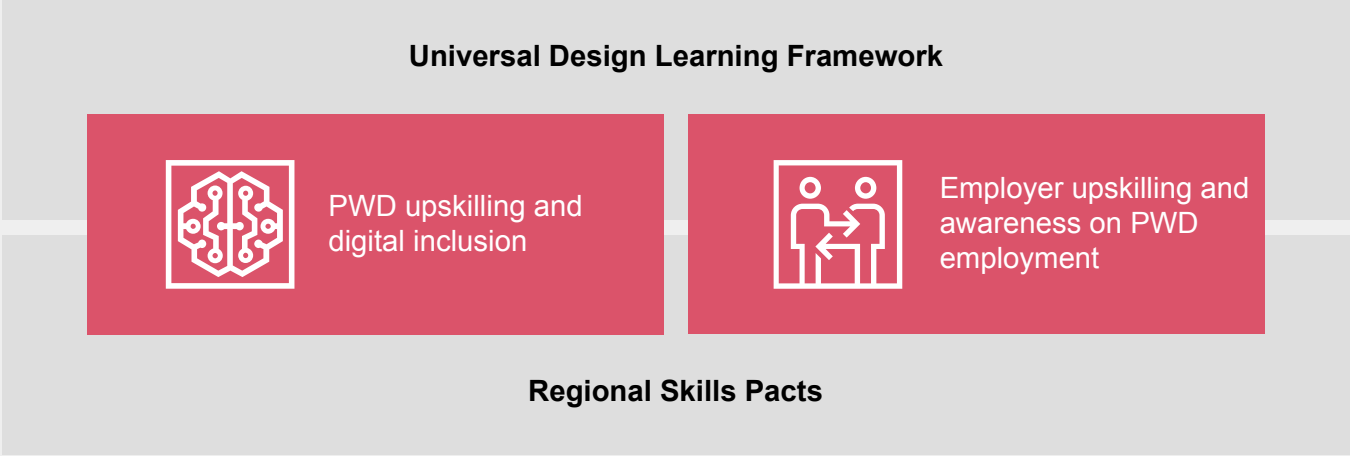 Universal Design Learning Framework
PWD upskilling and
digital inclusion
Employer upskilling and
awareness on PWD
employment
Regional Skills Pacts